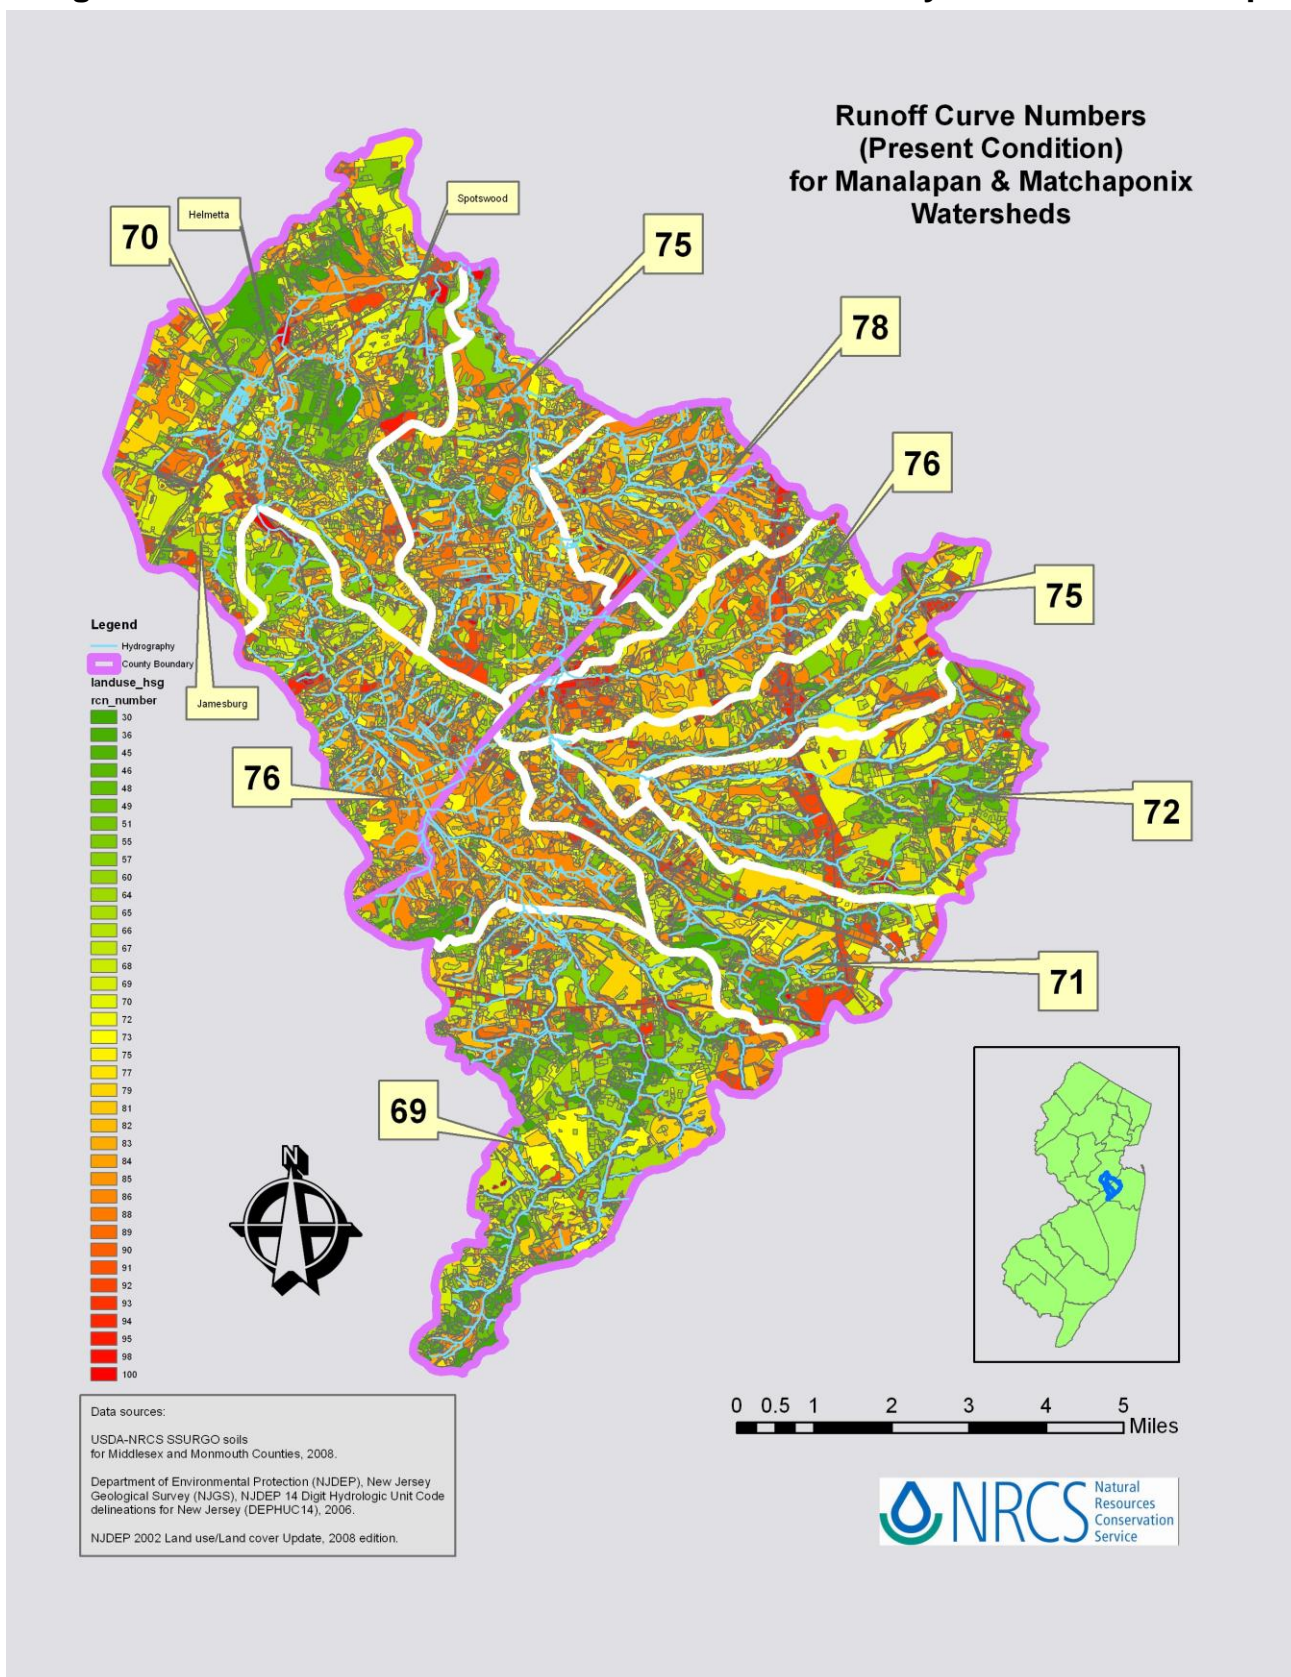 Runoff Curve Numbers
(Present Condition)
for Manalapan & Matchaponix
Watersheds
Spotswood
Helmetta
70
75
78
76
75
Legend
Hydrography
County Boundary
landuse_hsg
rcn_number
Jamesburg
30
36
45
46
48
49
51
55
57
60
64
65
66
67
68
69
70
72
73
75
77
79
81
82
83
84
85
86
88
89
90
91
92
93
94
95
98
100
76
72
71
69
N
0 0.5 1 2 3 4 5
Miles
Data sources:
USDA-NRCS SSURGO soils
for Middlesex and Monmouth Counties, 2008.
Department of Environmental Protection (NJDEP), New Jersey
Geological Survey (NJGS), NJDEP 14 Digit Hydrologic Unit Code
delineations for New Jersey (DEPHUC14), 2006.
NJDEP 2002 Land use/Land cover Update, 2008 edition.
NRCS
Natural
Resources
Conservation
Service